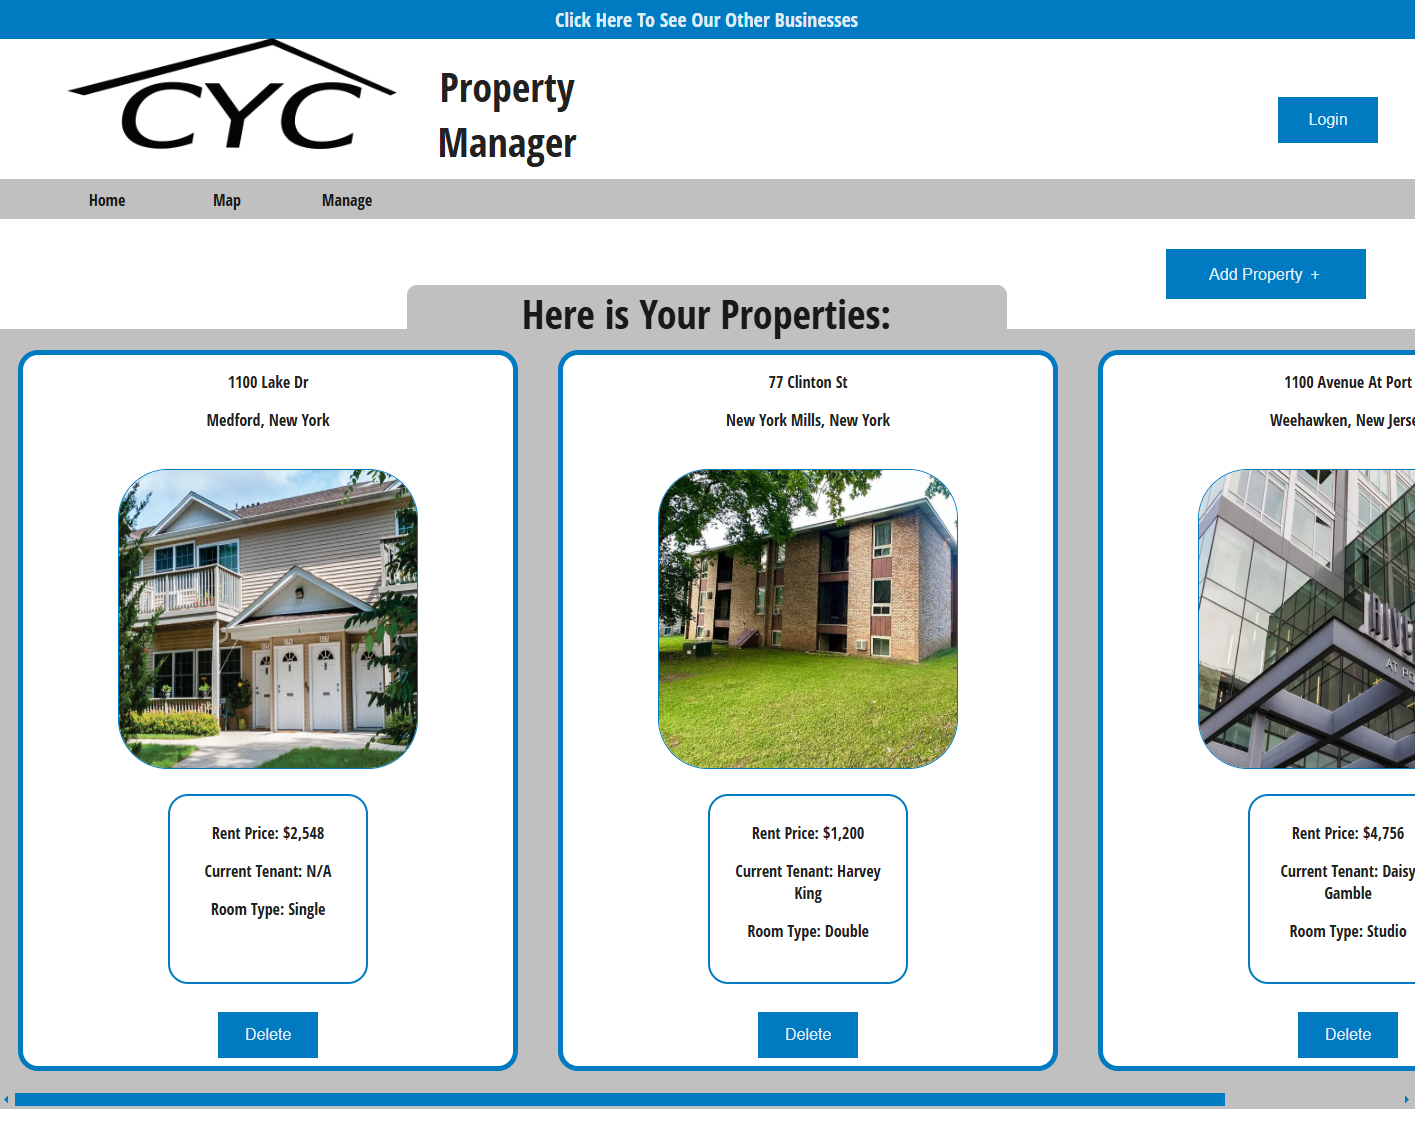 Click Here To See Our Other Businesses
CYC
Property
Manager
Login
Home Map Manage
Add Property +
Here is Your Properties:
1100 Lake Dr
Medford, New York
Rent Price: $2,548
Current Tenant: N/A
Room Type: Single
Delete
77 Clinton St
New York Mills, New York
Rent Price: $1,200
Current Tenant: Harvey
King
Room Type: Double
Delete
1100 Avenue At Port
Weehawken, New Jerse
AT PO
Rent Price: $4,756
Current Tenant: Daisy
Gamble
Room Type: Studio
Delete